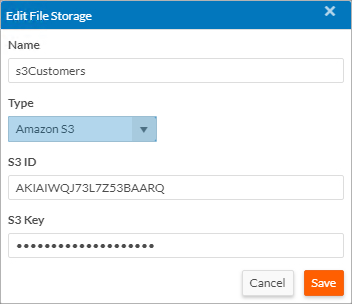 Edit File Storage
Name
s3Customers
Type
Amazon S3
S3 ID
AKIAIWQJ73L7Z53BAARQ
S3 Key
••••••••••••••••••••
Cancel
Save